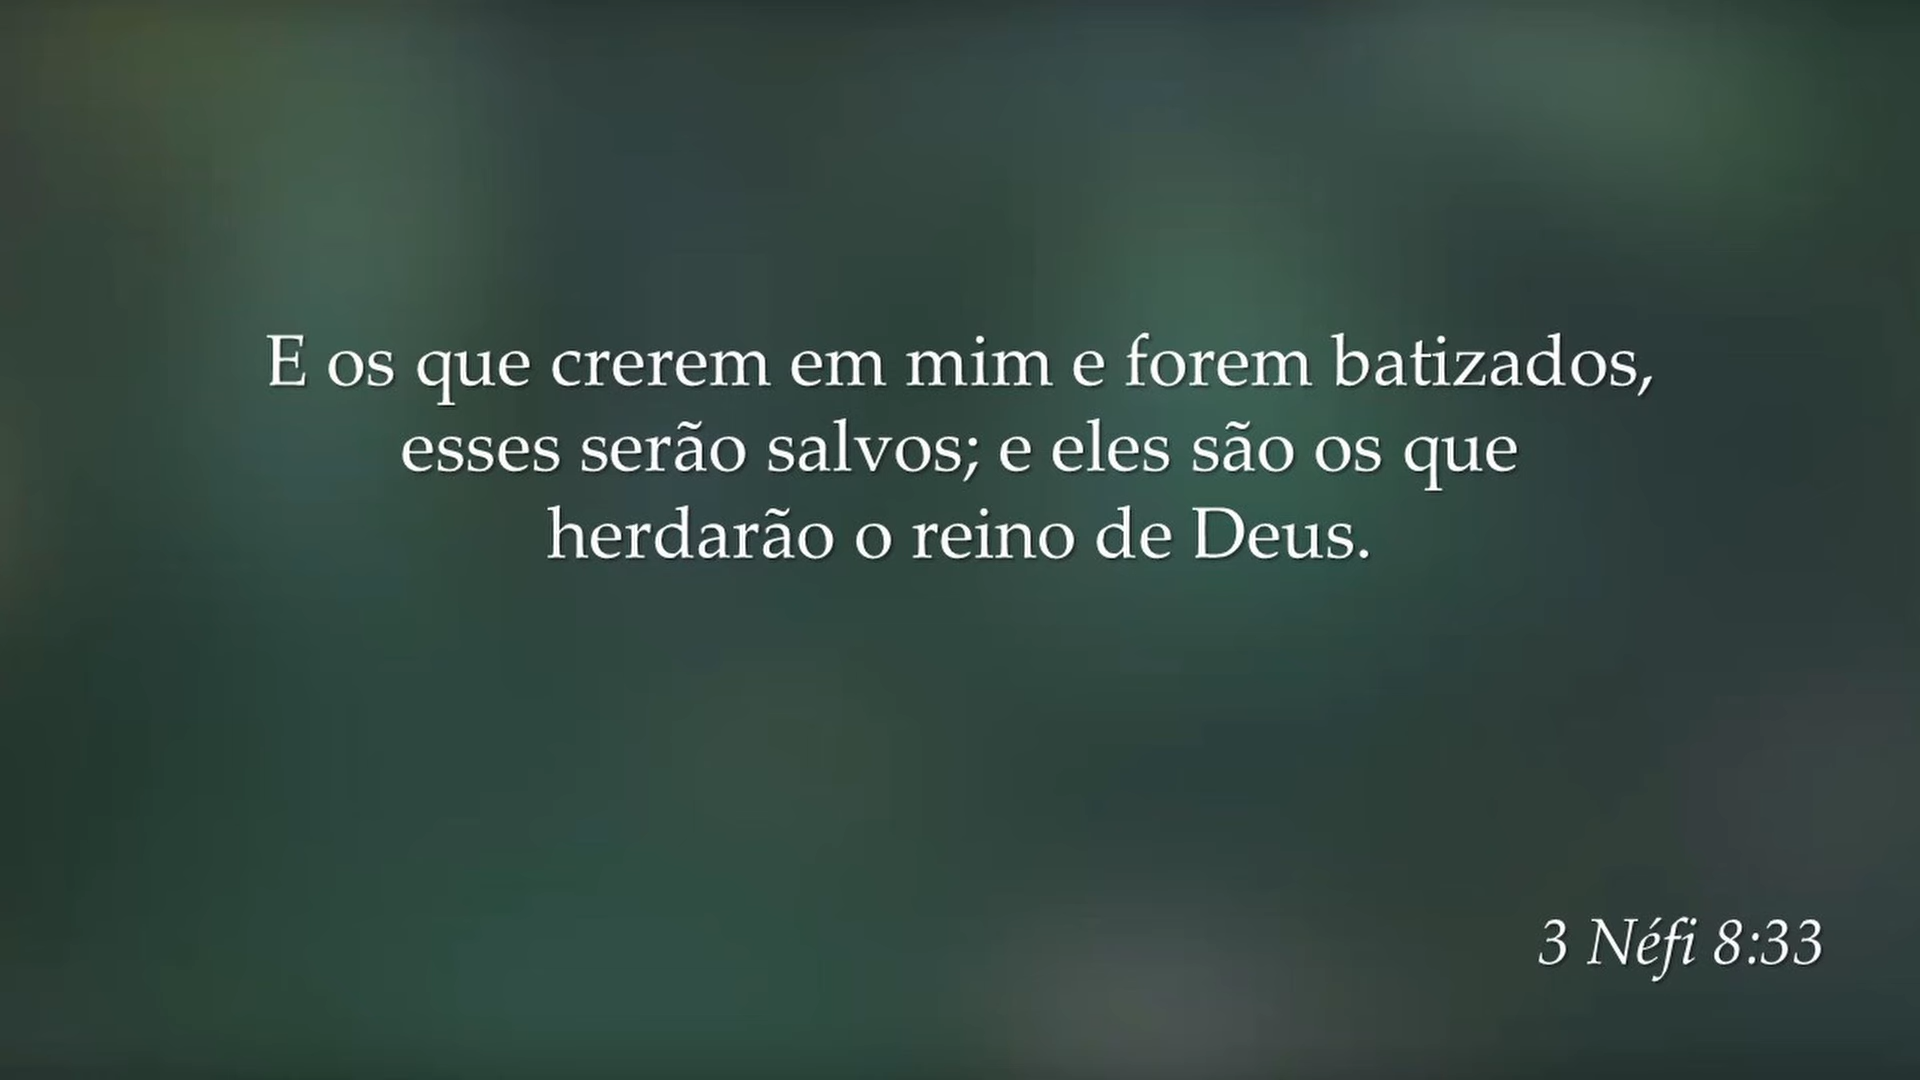 E os que crerem em mim e forem batizados,
esses serão salvos; e eles são os que
herdarão o reino de Deus.
3 Néfi 8:33